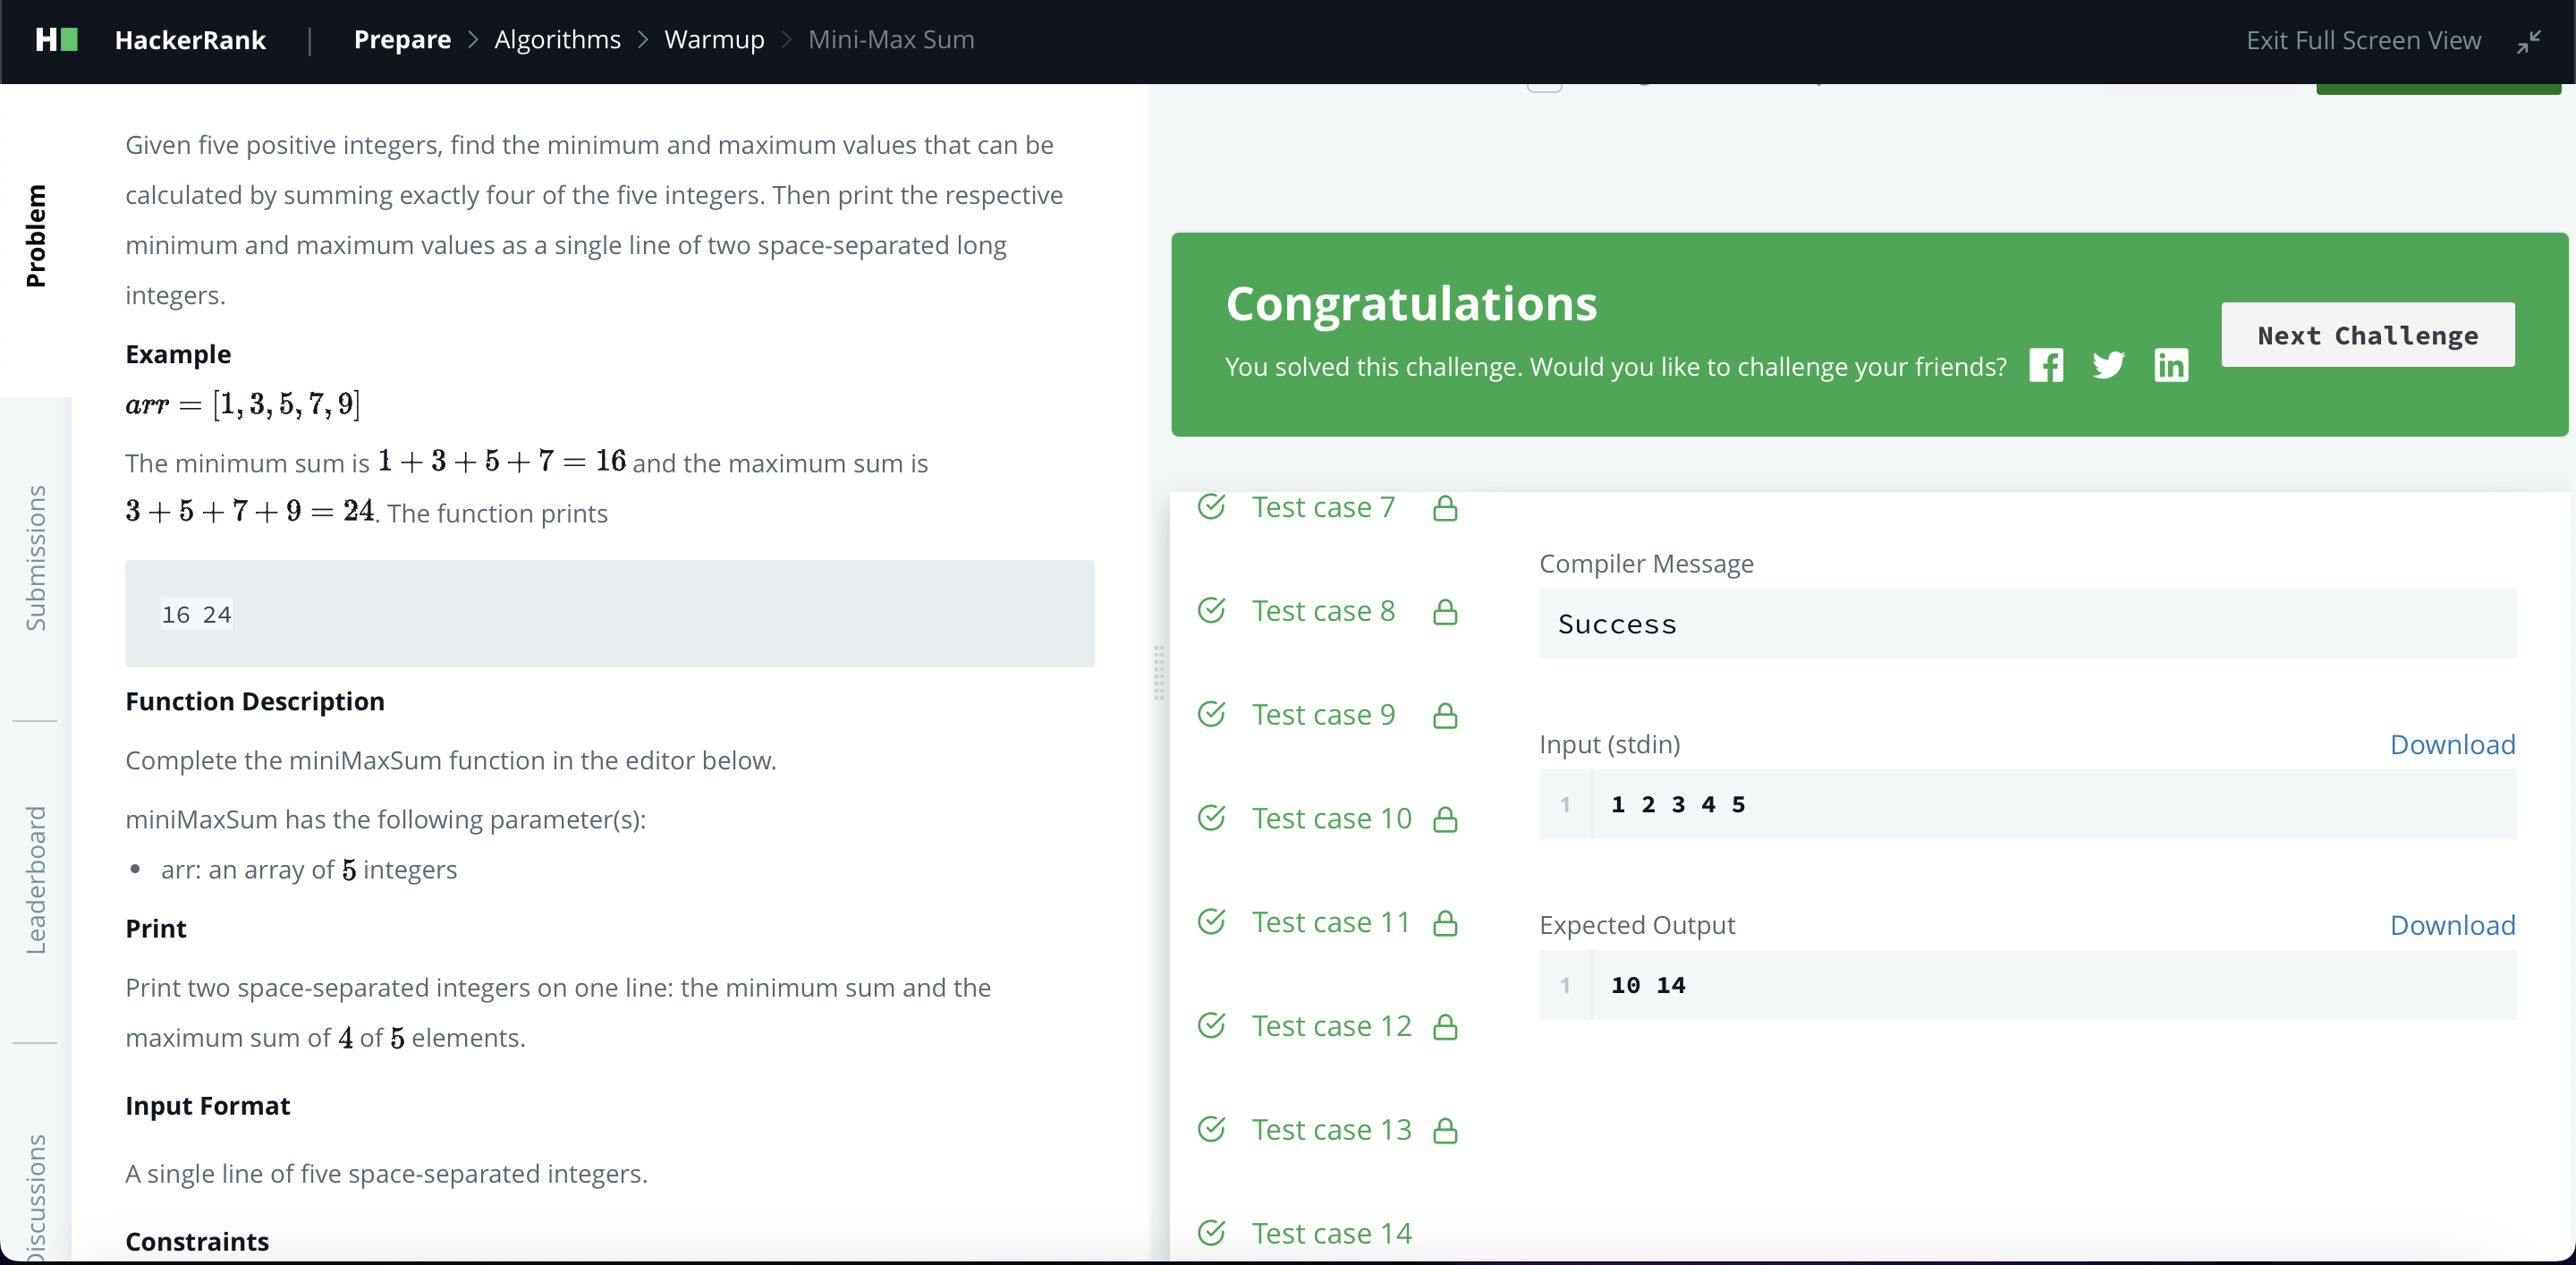 HackerRank | Prepare > Algorithms > Warmup > Mini-Max Sum
Exit Full Screen View
Problem
Submissions
Leaderboard
Discussions
Given five positive integers, find the minimum and maximum values that can be
calculated by summing exactly four of the five integers. Then print the respective
minimum and maximum values as a single line of two space-separated long
integers.
Example
arr = [1, 3, 5, 7, 9]
The minimum sum is 1 + 3 + 5 + 7 = 16 and the maximum sum is
3 + 5 + 7 + 9 = 24. The function prints
16 24
Function Description
Complete the miniMaxSum function in the editor below.
miniMaxSum has the following parameter(s):
• arr: an array of 5 integers
Print
Print two space-separated integers on one line: the minimum sum and the
maximum sum of 4 of 5 elements.
Input Format
A single line of five space-separated integers.
Constraints
Congratulations
You solved this challenge. Would you like to challenge your friends?
Next Challenge
Test case 7
Test case 8
Test case 9
Test case 10
Test case 11
Test case 12
Test case 13
Test case 14
Compiler Message
Success
Input (stdin)
Download
1 1 2 3 4 5
Expected Output
Download
1 10 14